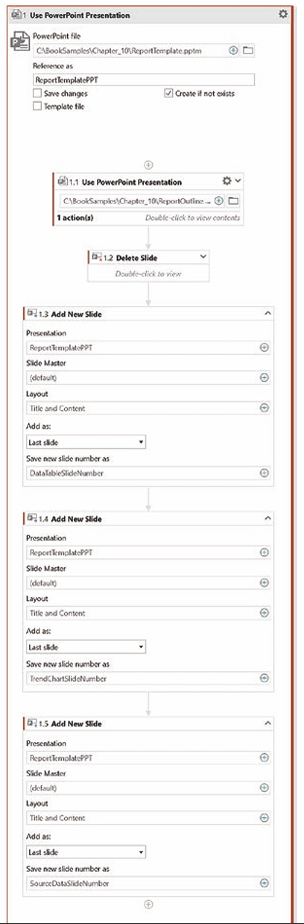 1 Use PowerPoint Presentation
PowerPoint file
C:\BookSamples\Chapter_10\ReportTemplate.pptm
Reference as
ReportTemplatePPT
Save changes
Create if not exists
Template file
1.1 Use PowerPoint Presentation
C:\BookSamples\Chapter_10\ReportOutline...
1 action(s)
Double-click to view contents
1.2 Delete Slide
Double-click to view
1.3 Add New Slide
Presentation
ReportTemplatePPT
Slide Master
(default)
Layout
Title and Content
Add as:
Last slide
Save new slide number as
DataTableSlideNumber
1.4 Add New Slide
Presentation
ReportTemplatePPT
Slide Master
(default)
Layout
Title and Content
Add as:
Last slide
Save new slide number as
TrendChartSlideNumber
1.5 Add New Slide
Presentation
ReportTemplatePPT
Slide Master
(default)
Layout
Title and Content
Add as:
Last slide
Save new slide number as
SourceDataSlideNumber